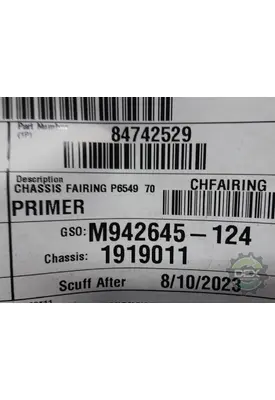 Part Number
(1P)
84742529
Description
CHASSIS FAIRING P6549 70
CHFAIRING
PRIMER
GSO: M942645-124
Chassis: 1919011
Scuff After 8/10/2023